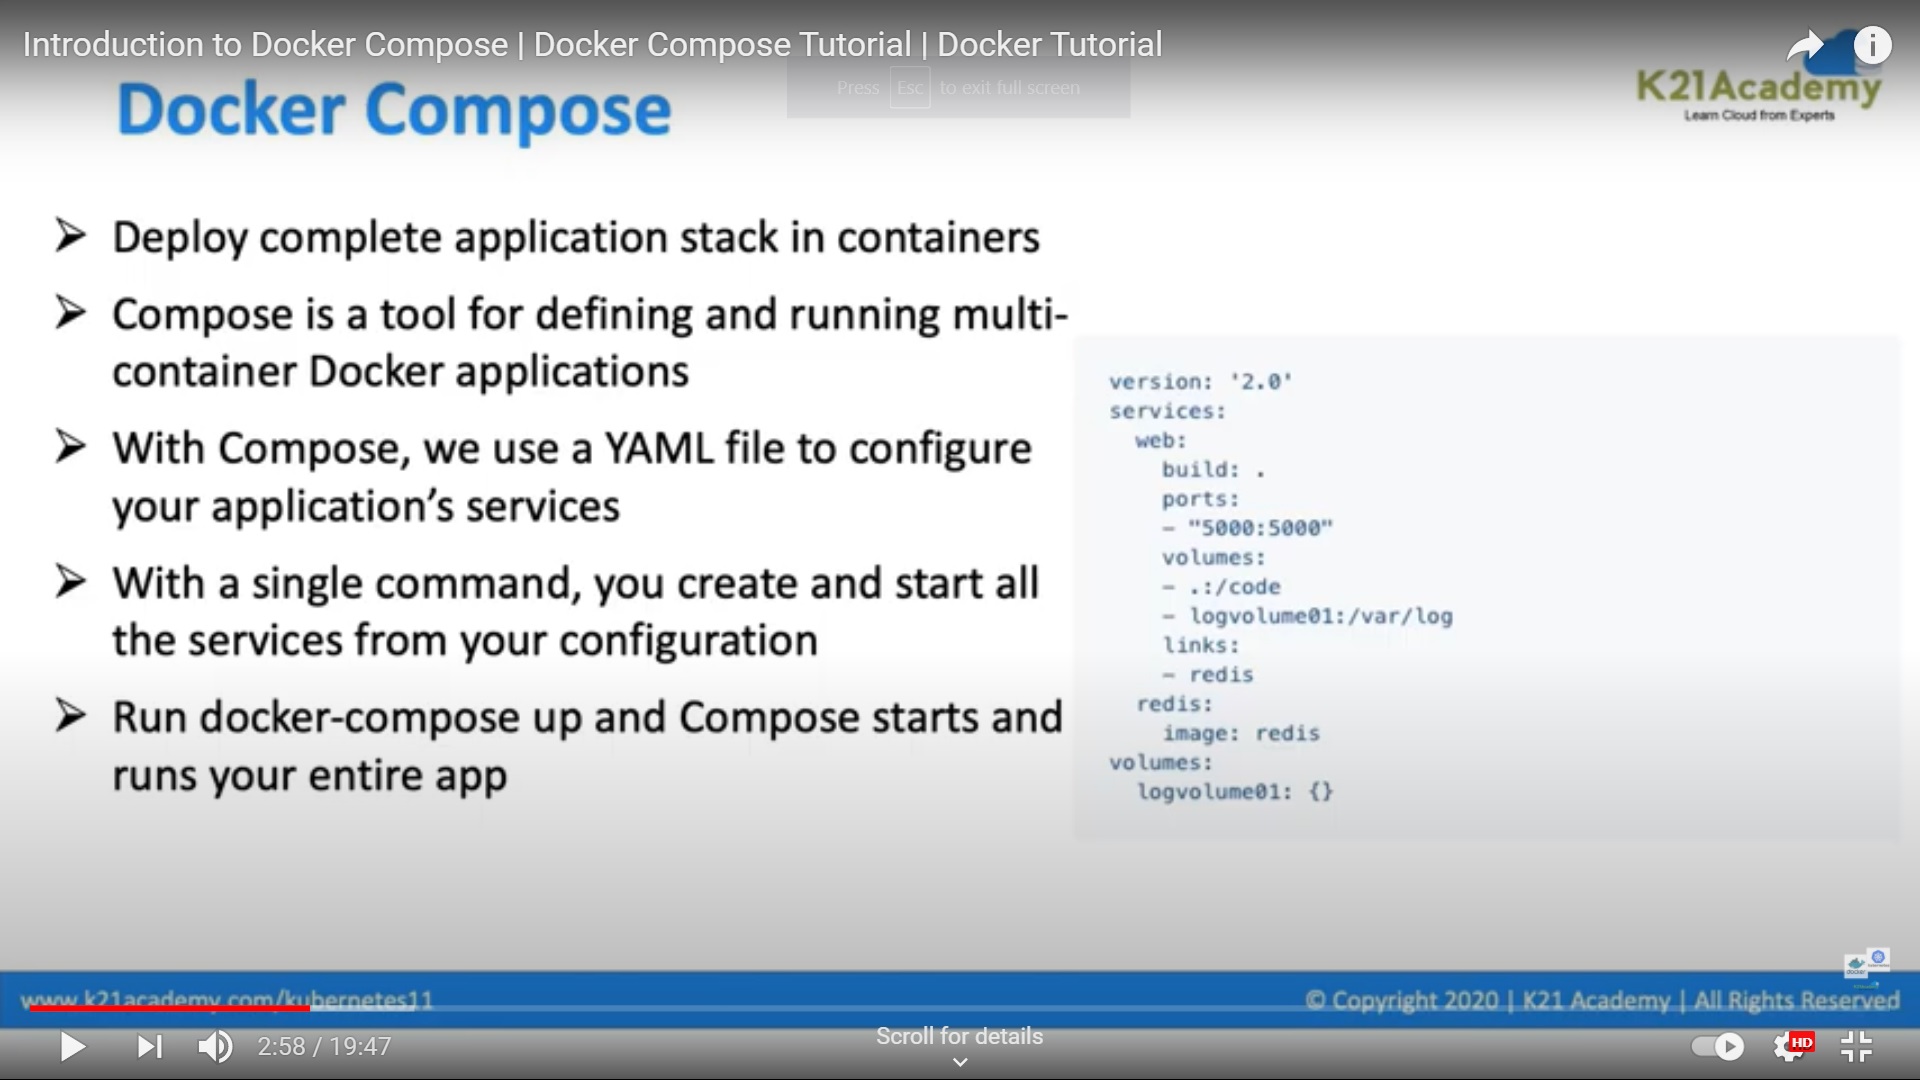 Introduction to Docker Compose | Docker Compose Tutorial | Docker Tutorial
Press Esc to exit full screen
K21Academy
Learn Cloud from Experts
Docker Compose
➢ Deploy complete application stack in containers
➢ Compose is a tool for defining and running multi-
container Docker applications
➢ With Compose, we use a YAML file to configure
your application’s services
➢ With a single command, you create and start all
the services from your configuration
➢ Run docker-compose up and Compose starts and
runs your entire app
version: '2.0'
services:
  web:
    build: .
    ports:
    - "5000:5000"
    volumes:
    - .:/code
    - logvolume01:/var/log
    links:
    - redis
  redis:
    image: redis
volumes:
  logvolume01: {}
www.k21academy.com/kubernetes11
© Copyright 2020 | K21 Academy | All Rights Reserved
2:58 / 19:47
Scroll for details
HD